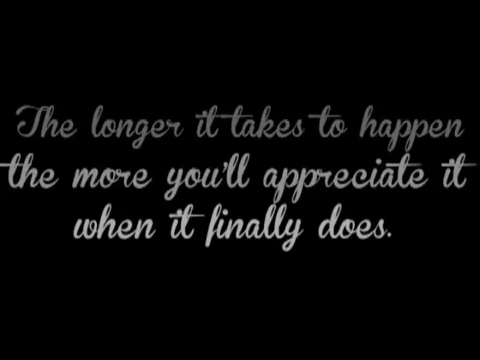 The longer it takes to happen
the more you'll appreciate it
when it finally does.